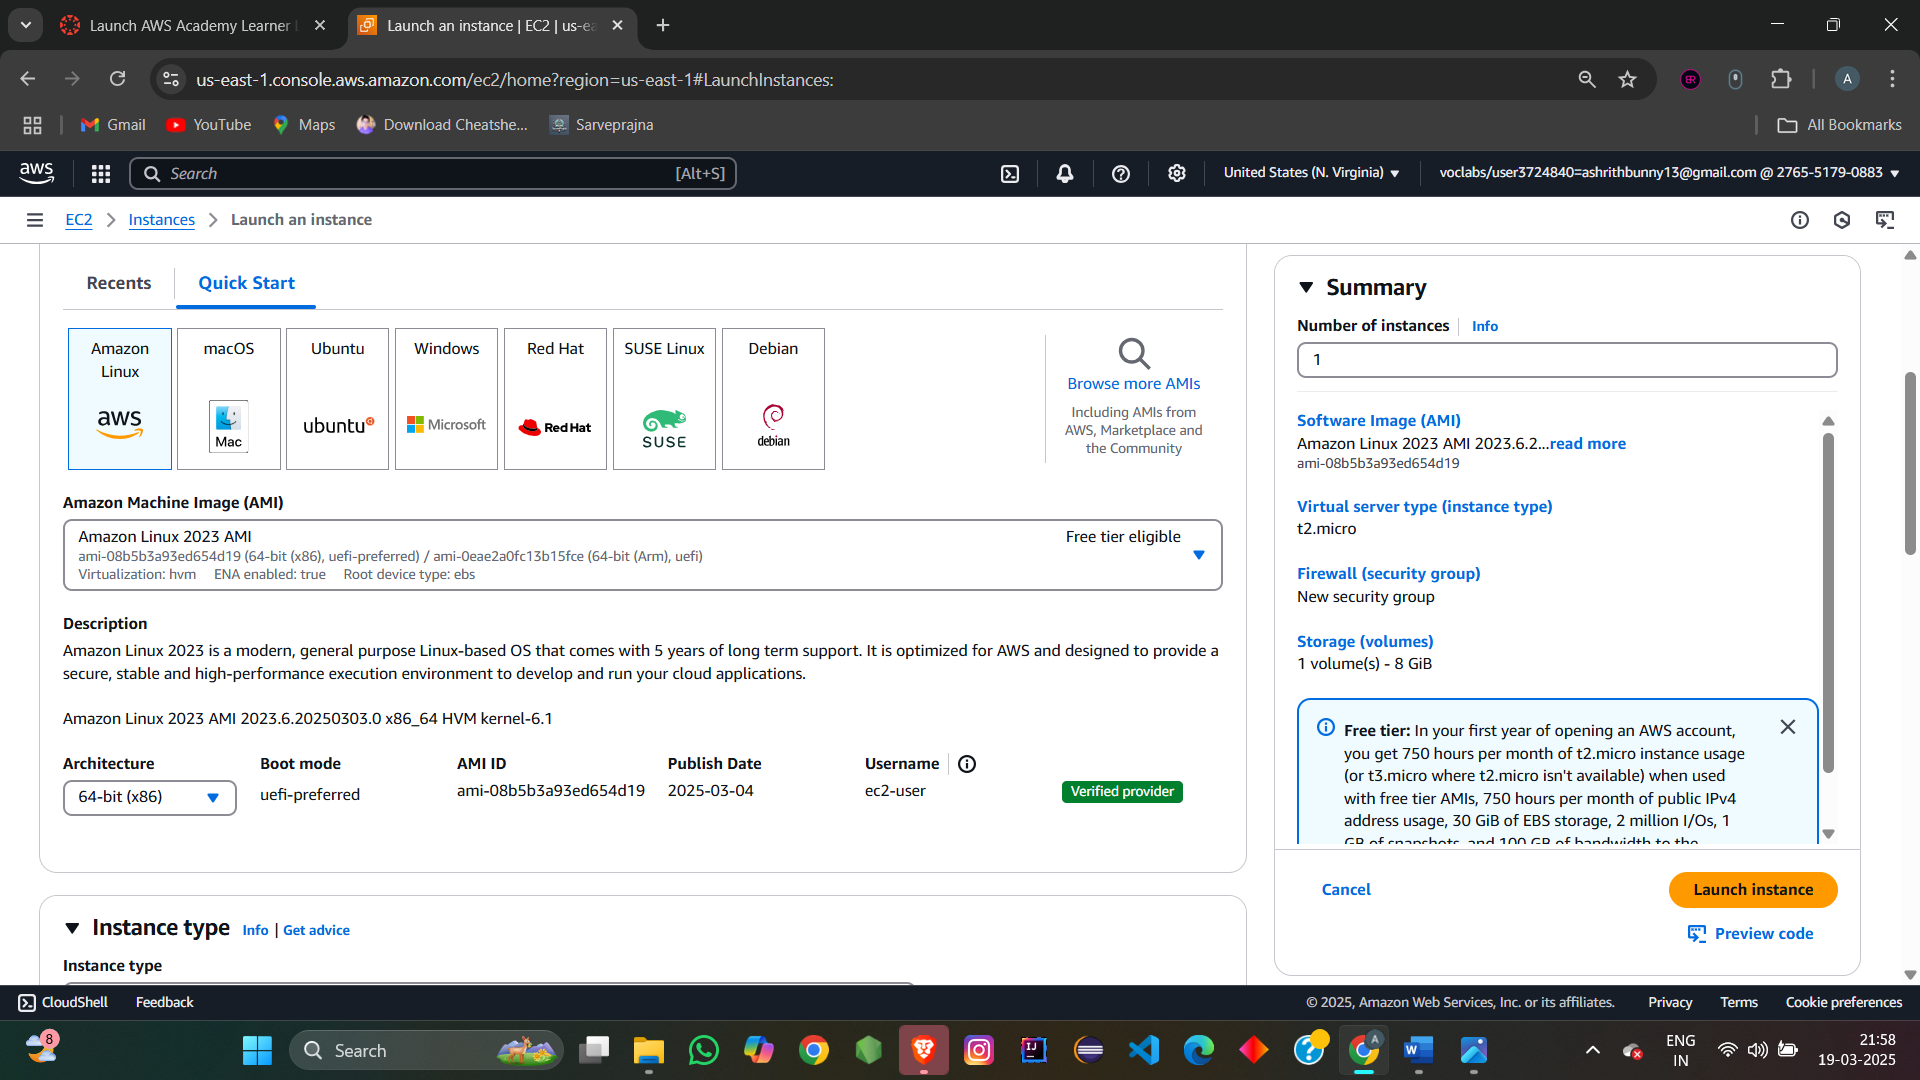 Launch AWS Academy Learner L
Launch an instance | EC2 | us-ea
us-east-1.console.aws.amazon.com/ec2/home?region=us-east-1#LaunchInstances:
BR
A
Gmail
YouTube
Maps
Download Cheatshe...
Sarveprajna
All Bookmarks
aws
Search
[Alt+S]
United States (N. Virginia)
voclabs/user3724840=ashrithbunny13@gmail.com @ 2765-5179-0883
EC2
Instances
Launch an instance
Recents
Quick Start
Amazon
Linux
aws
macOS
Mac
Ubuntu
ubuntu
Windows
Microsoft
Red Hat
Red Hat
SUSE Linux
SUSE
Debian
debian
Browse more AMIs
Including AMIs from
AWS, Marketplace and
the Community
Amazon Machine Image (AMI)
Amazon Linux 2023 AMI
Free tier eligible
ami-08b5b3a93ed654d19 (64-bit (x86), uefi-preferred) / ami-0eae2a0fc13b15fce (64-bit (Arm), uefi)
Virtualization: hvm ENA enabled: true Root device type: ebs
Description
Amazon Linux 2023 is a modern, general purpose Linux-based OS that comes with 5 years of long term support. It is optimized for AWS and designed to provide a
secure, stable and high-performance execution environment to develop and run your cloud applications.
Amazon Linux 2023 AMI 2023.6.20250303.0 x86_64 HVM kernel-6.1
Architecture
64-bit (x86)
Boot mode
uefi-preferred
AMI ID
ami-08b5b3a93ed654d19
Publish Date
2025-03-04
Username
ec2-user
Verified provider
Instance type
Info | Get advice
Instance type
Summary
Number of instances
Info
1
Software Image (AMI)
Amazon Linux 2023 AMI 2023.6.2...read more
ami-08b5b3a93ed654d19
Virtual server type (instance type)
t2.micro
Firewall (security group)
New security group
Storage (volumes)
1 volume(s) - 8 GiB
Free tier: In your first year of opening an AWS account,
you get 750 hours per month of t2.micro instance usage
(or t3.micro where t2.micro isn't available) when used
with free tier AMIs, 750 hours per month of public IPv4
address usage, 30 GiB of EBS storage, 2 million I/Os, 1
GB of snapshots, and 100 GB of bandwidth to the
Cancel
Launch instance
Preview code
CloudShell
Feedback
© 2025, Amazon Web Services, Inc. or its affiliates.
Privacy
Terms
Cookie preferences
8
Search
ENG
IN
21:58
19-03-2025